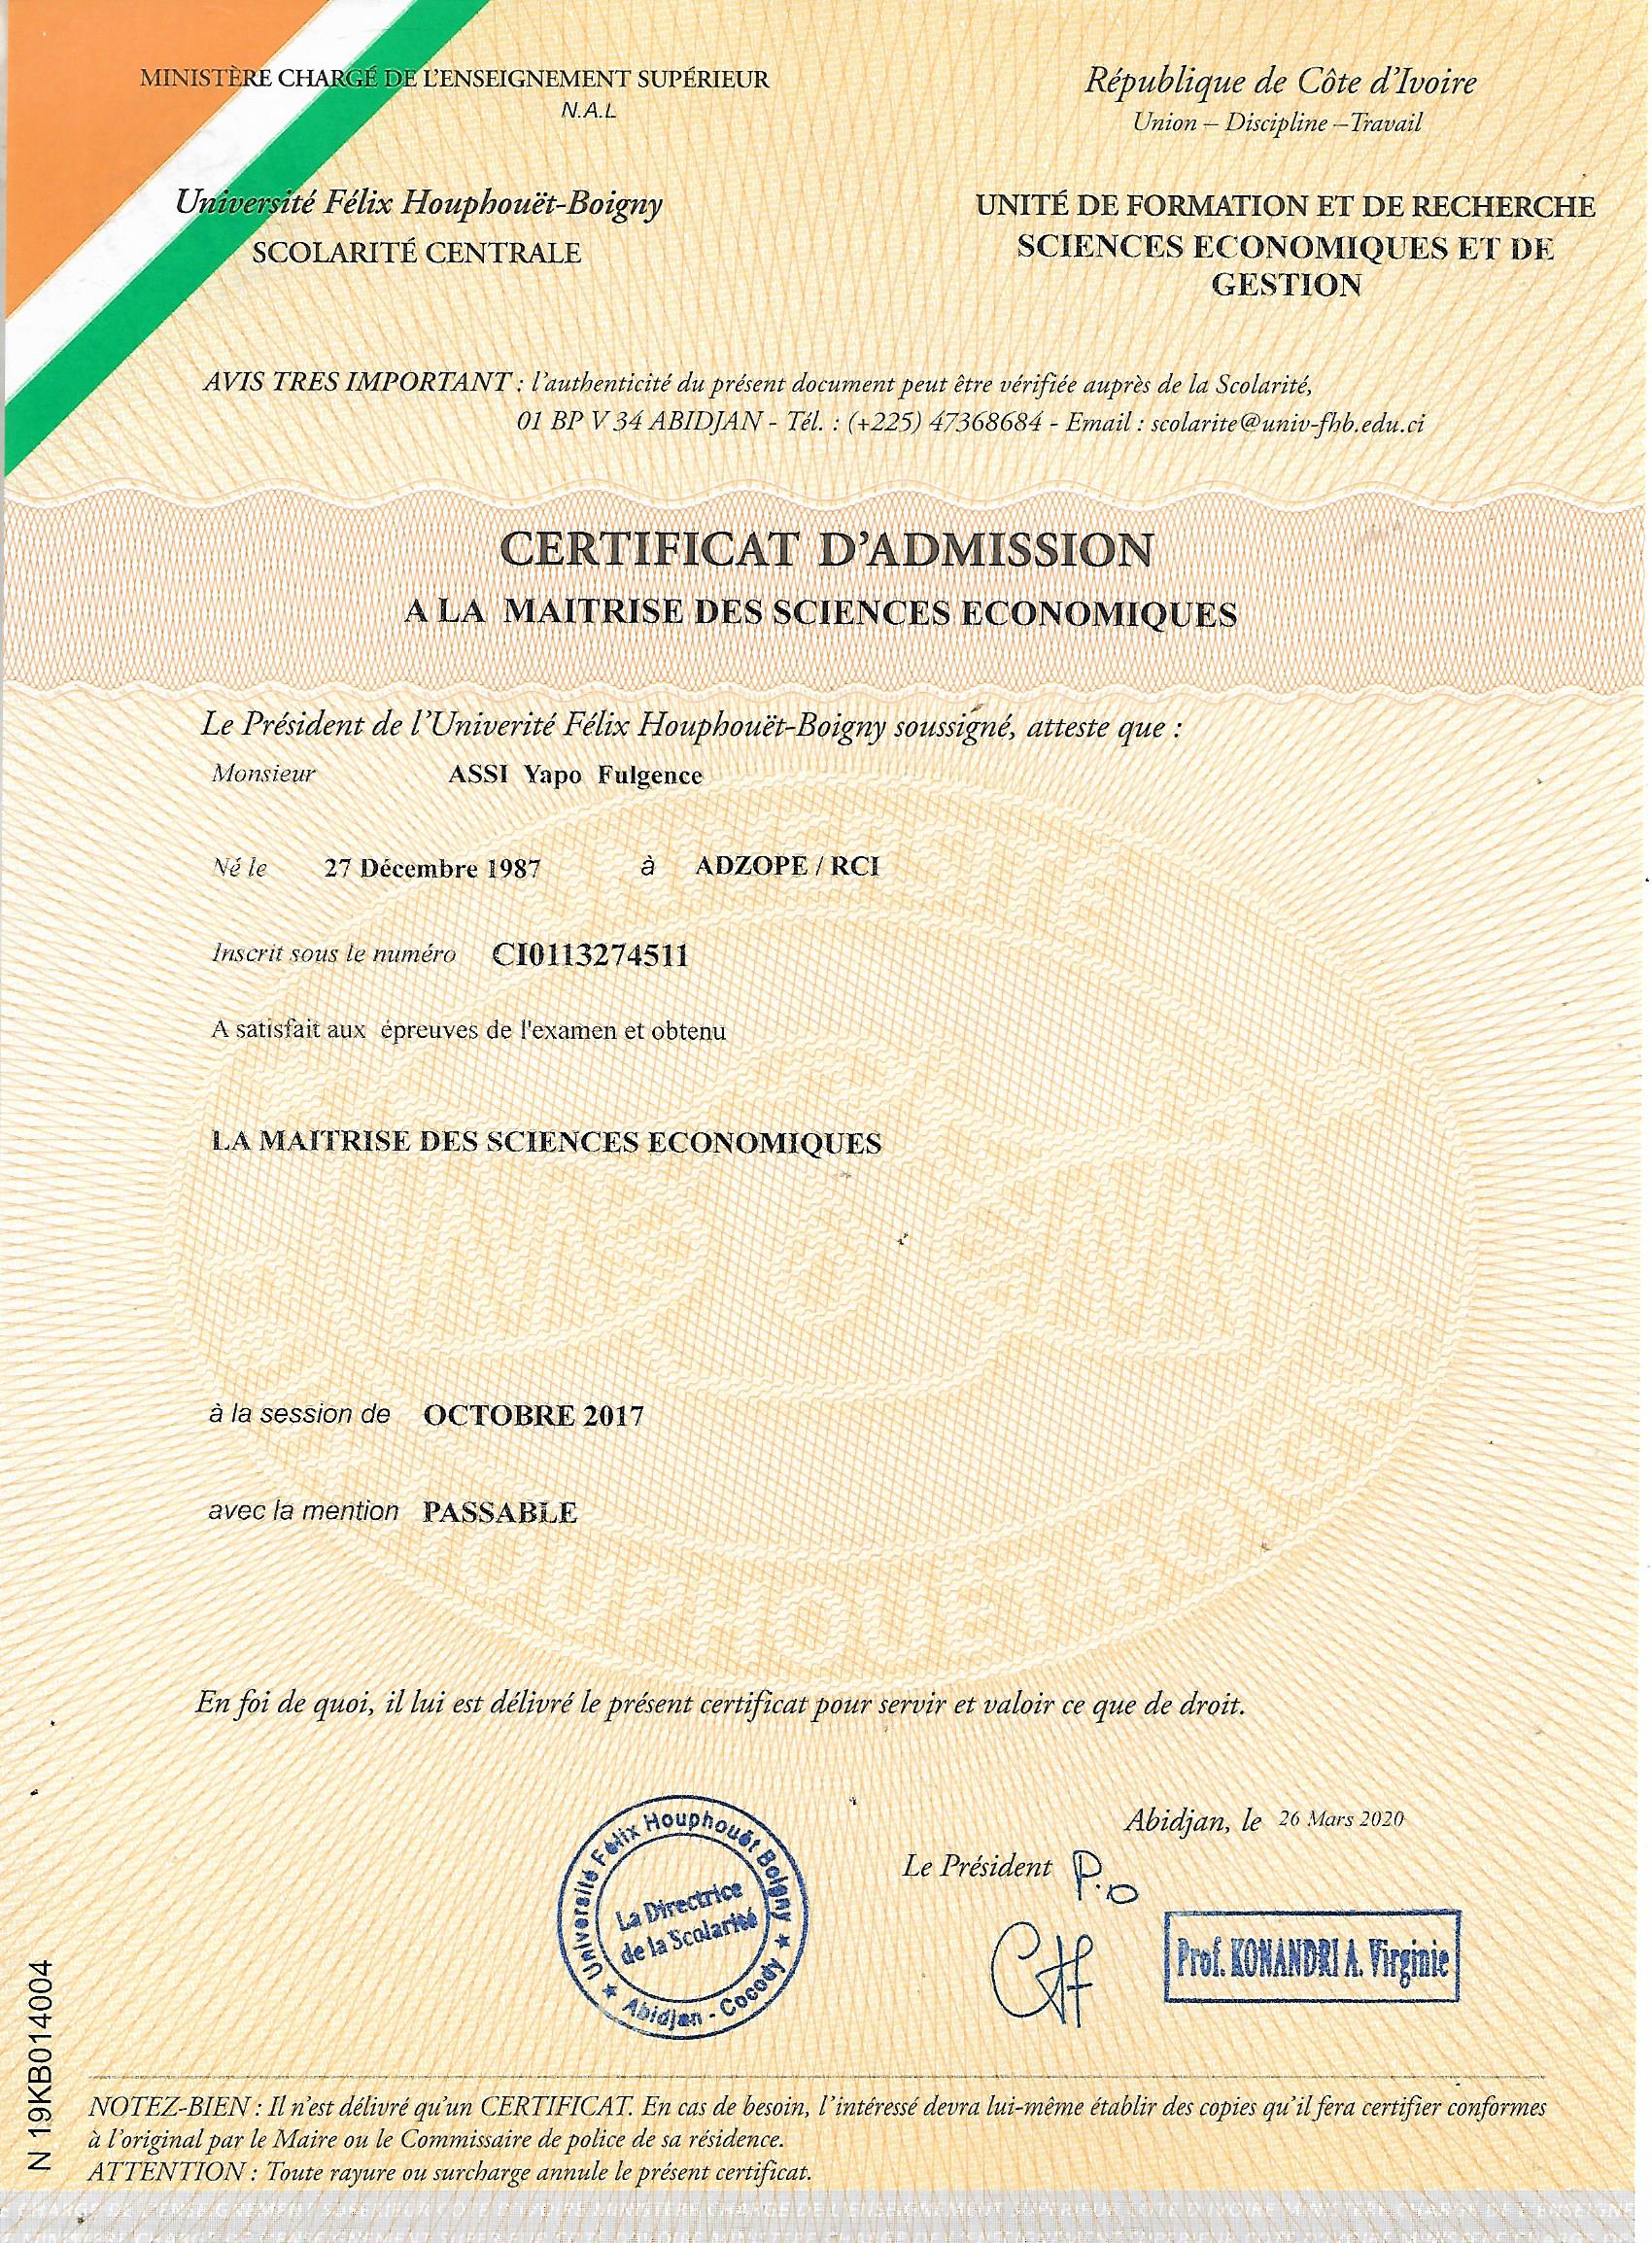 MINISTÈRE CHARGÉ DE L'ENSEIGNEMENT SUPÉRIEUR
N.A.L
République de Côte d'Ivoire
Union – Discipline –Travail
Université Félix Houphouët-Boigny
SCOLARITÉ CENTRALE
UNITÉ DE FORMATION ET DE RECHERCHE
SCIENCES ECONOMIQUES ET DE
GESTION
AVIS TRES IMPORTANT : l'authenticité du présent document peut être vérifiée auprès de la Scolarité,
01 BP V 34 ABIDJAN - Tél. : (+225) 47368684 - Email : scolarite@univ-fhb.edu.ci
CERTIFICAT D'ADMISSION
A LA MAITRISE DES SCIENCES ECONOMIQUES
Le Président de l'Univerité Félix Houphouët-Boigny soussigné, atteste que :
Monsieur ASSI Yapo Fulgence
Né le 27 Décembre 1987 à ADZOPE / RCI
Inscrit sous le numéro CI0113274511
A satisfait aux épreuves de l'examen et obtenu
LA MAITRISE DES SCIENCES ECONOMIQUES
à la session de OCTOBRE 2017
avec la mention PASSABLE
En foi de quoi, il lui est délivré le présent certificat pour servir et valoir ce que de droit.
Abidjan, le 26 Mars 2020
Le Président P.o
Prof. KONANDRI A. Virginie
Université Félix Houphouët Boigny
La Directrice
de la Scolarité
★ Abidjan - Cocody ★
N 19KB014004
NOTEZ-BIEN : Il n'est délivré qu'un CERTIFICAT. En cas de besoin, l'intéressé devra lui-même établir des copies qu'il fera certifier conformes
à l'original par le Maire ou le Commissaire de police de sa résidence.
ATTENTION : Toute rayure ou surcharge annule le présent certificat.